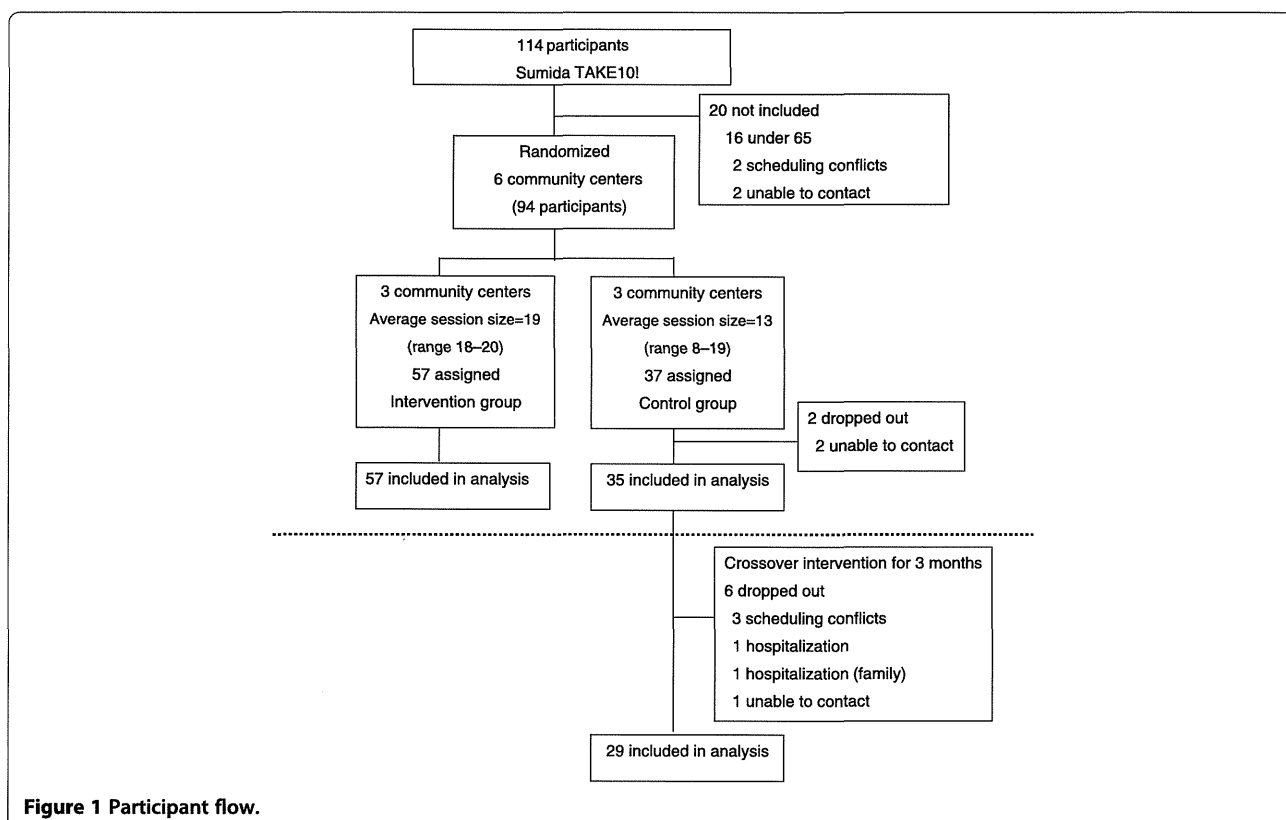 114 participants
Sumida TAKE10!
20 not included
16 under 65
2 scheduling conflicts
2 unable to contact
Randomized
6 community centers
(94 participants)
3 community centers
Average session size=19
(range 18–20)
57 assigned
Intervention group
3 community centers
Average session size=13
(range 8–19)
37 assigned
Control group
2 dropped out
2 unable to contact
57 included in analysis
35 included in analysis
Crossover intervention for 3 months
6 dropped out
3 scheduling conflicts
1 hospitalization
1 hospitalization (family)
1 unable to contact
29 included in analysis
Figure 1 Participant flow.